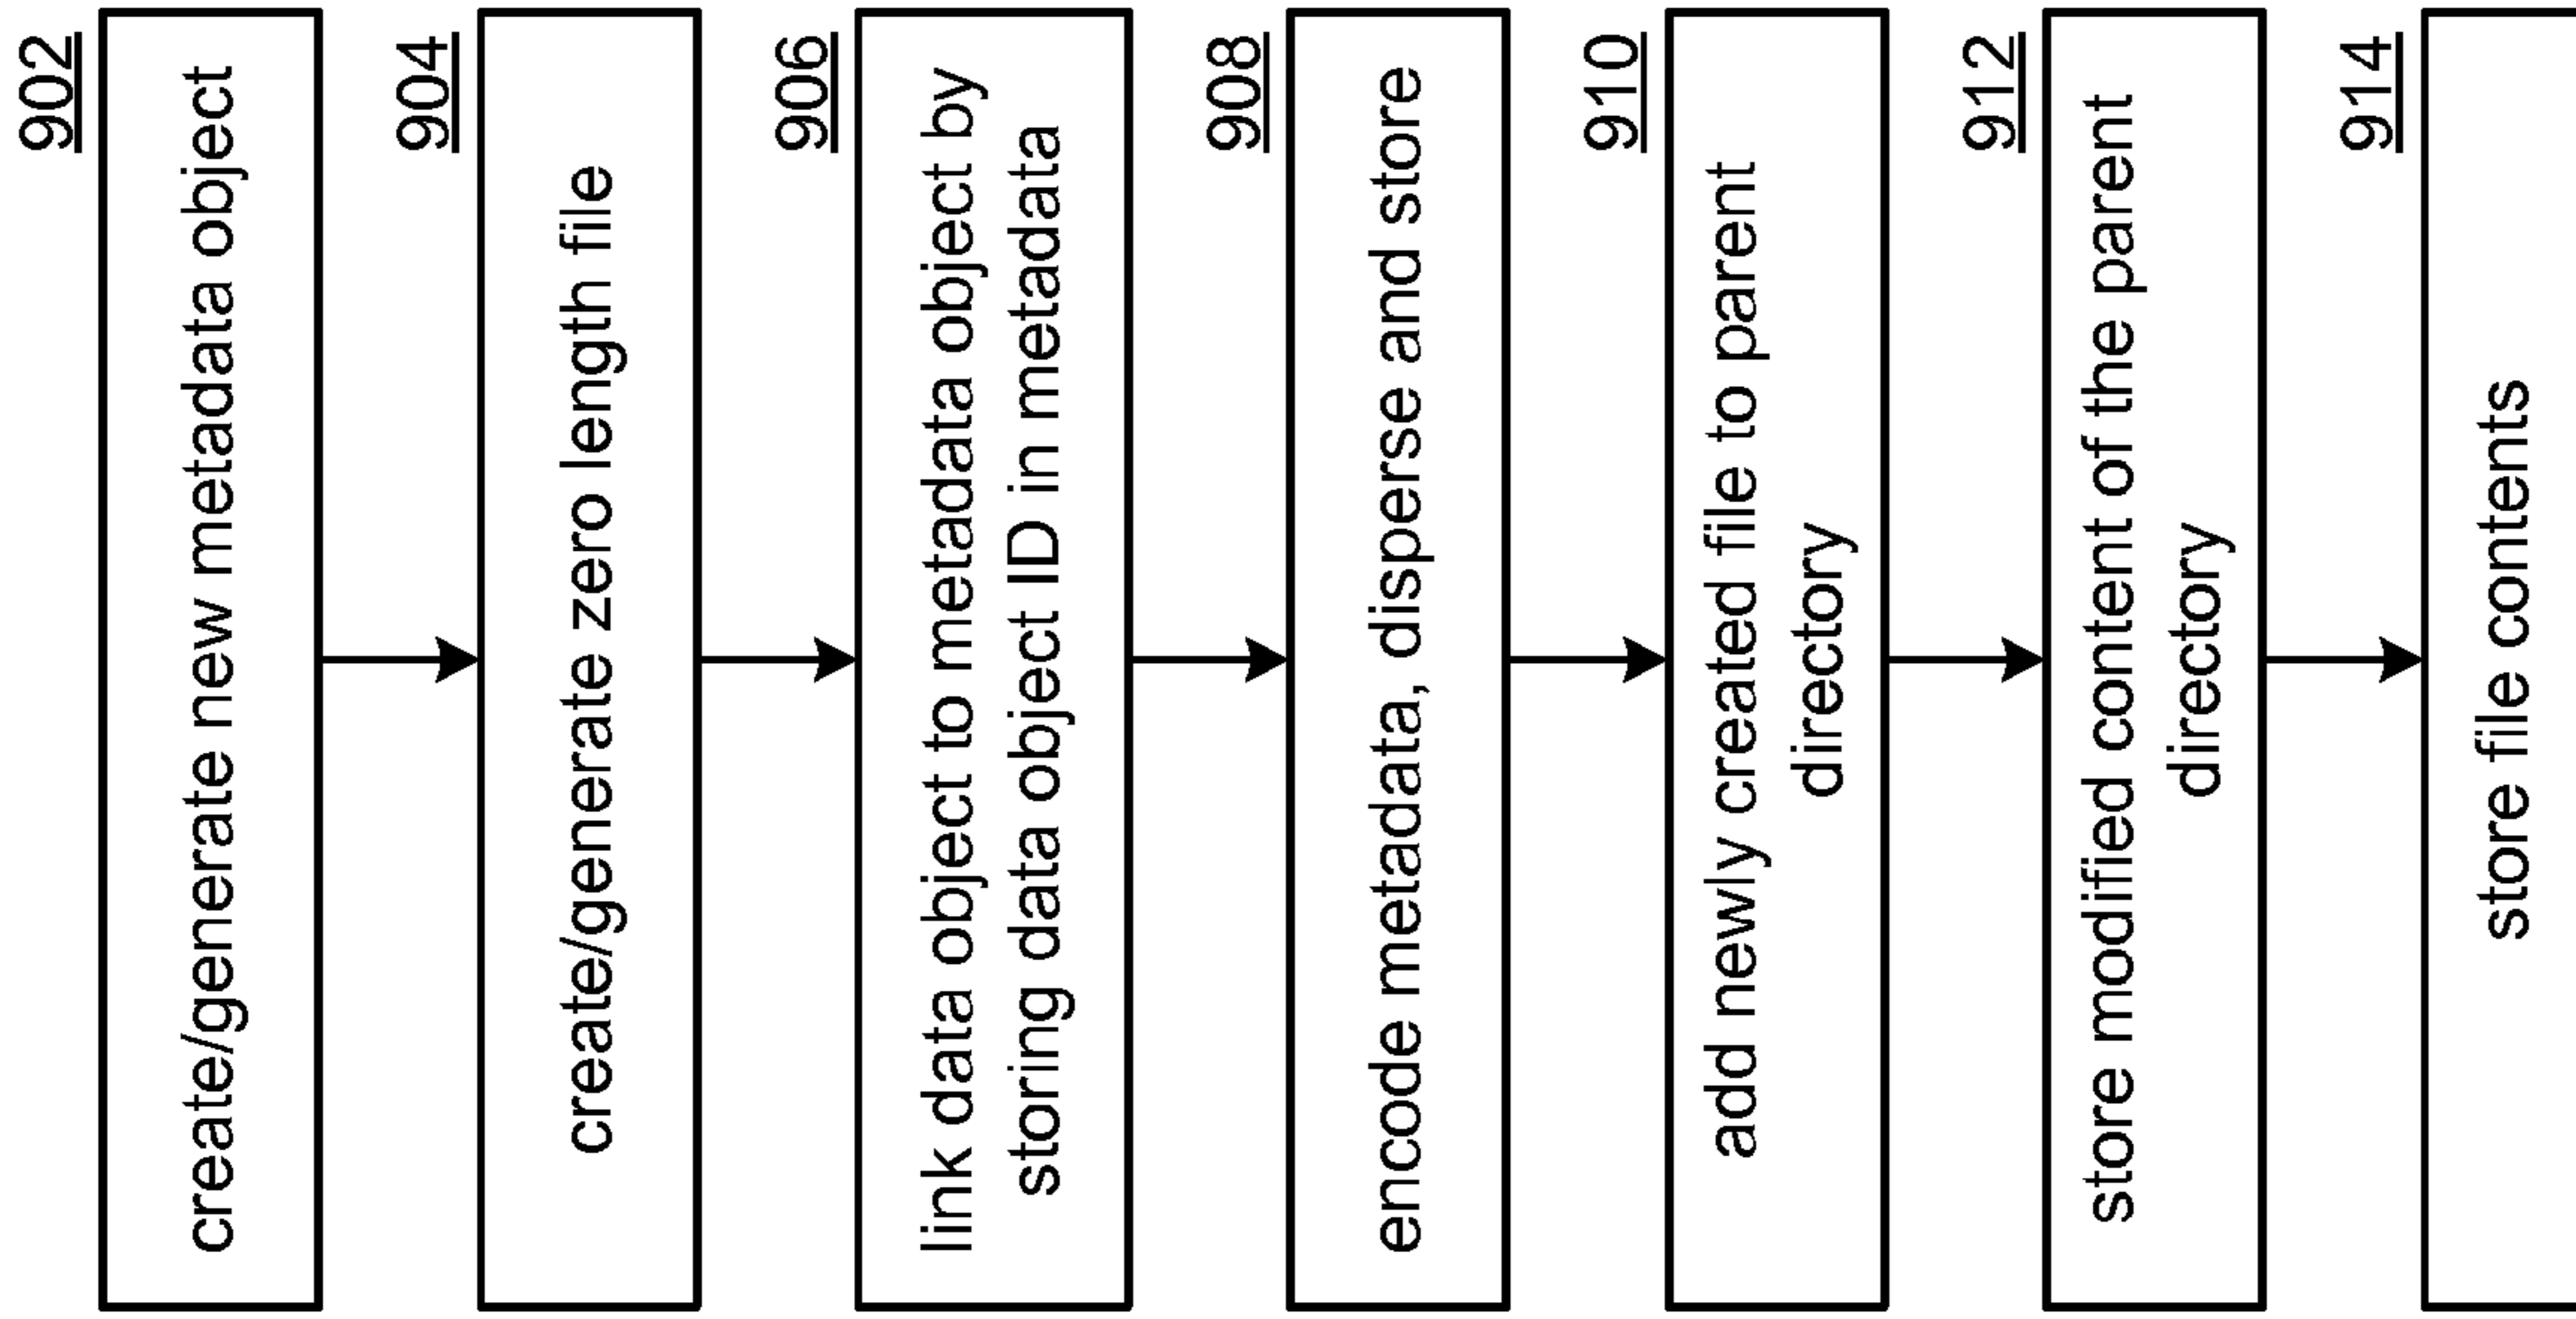 902
create/generate new metadata object
904
create/generate zero length file
906
link data object to metadata object by
storing data object ID in metadata
908
encode metadata, disperse and store
910
add newly created file to parent
directory
912
store modified content of the parent
directory
914
store file contents